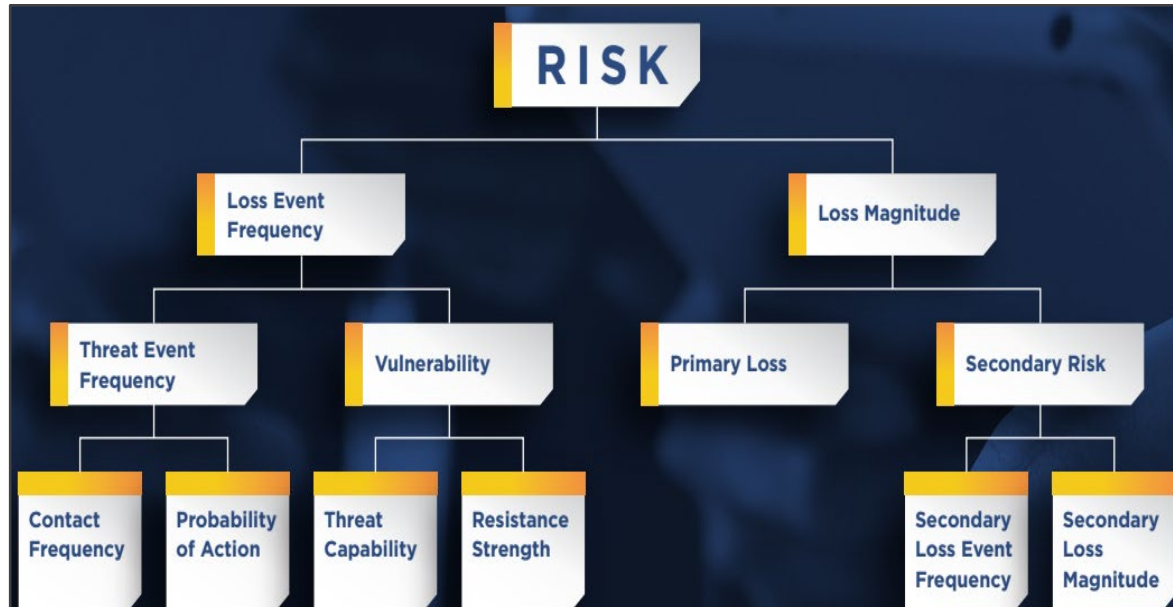 RISK
Loss Event
Frequency
Loss Magnitude
Threat Event
Frequency
Vulnerability
Primary Loss
Secondary Risk
Contact
Frequency
Probability
of Action
Threat
Capability
Resistance
Strength
Secondary
Loss Event
Frequency
Secondary
Loss
Magnitude